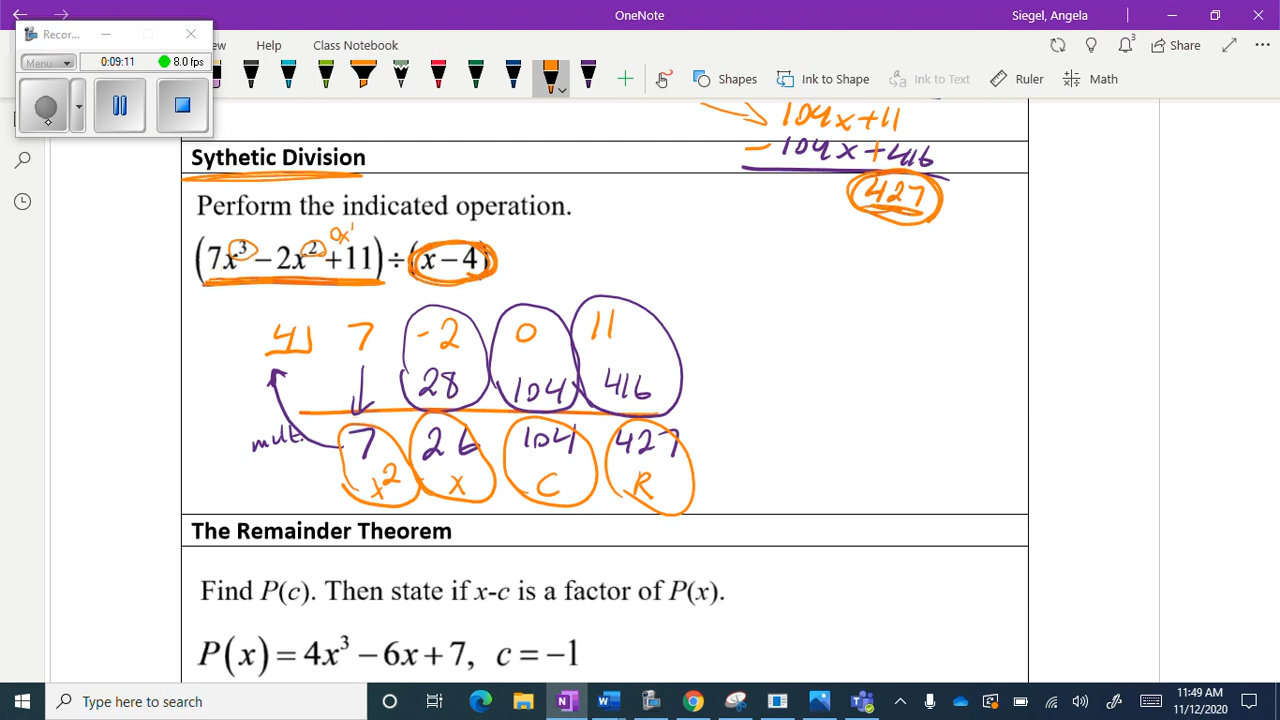 OneNote
Siegel, Angela
Recor...
ew Help Class Notebook
Share
Menu 0:09:11 8.0 fps
Shapes Ink to Shape Ink to Text Ruler Math
104x+11
- 104x+416
427
Sythetic Division
Perform the indicated operation.
0x¹
(7x³ − 2x² +11) ÷ (x − 4)
4 7 -2 0 11
28 104 416
mult. 7 26 104 427
x² x C R
The Remainder Theorem
Find P(c). Then state if x-c is a factor of P(x).
P(x) = 4x³ − 6x + 7, c = −1
Type here to search
11:49 AM
11/12/2020